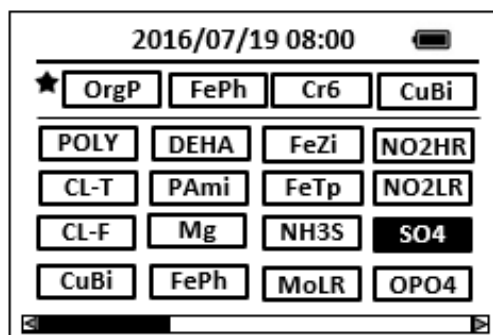 2016/07/19 08:00
OrgP FePh Cr6 CuBi
POLY DEHA FeZi NO2HR
CL-T PAmi FeTp NO2LR
CL-F Mg NH3S SO4
CuBi FePh MoLR OPO4